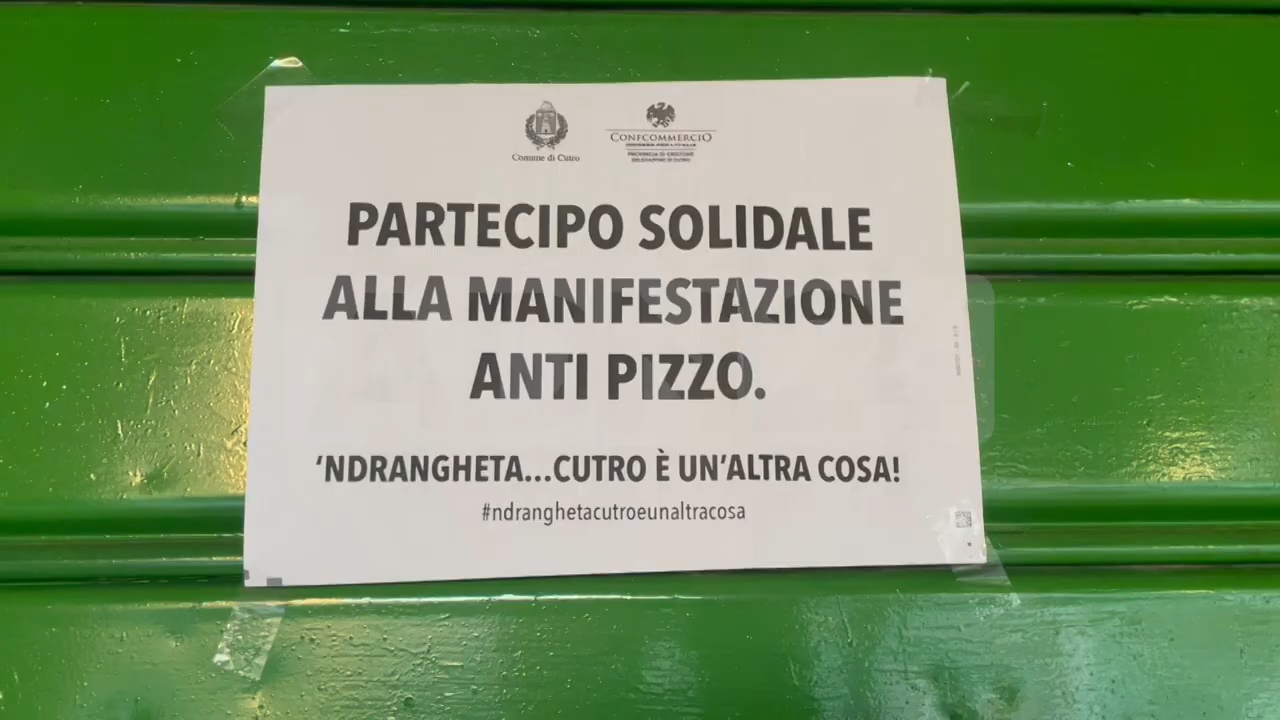 Comune di Cutro
CONFCOMMERCIO
IMPRESE PER L'ITALIA
PROVINCIA DI CROTONE
DELEGAZIONE DI CUTRO
PARTECIPO SOLIDALE
ALLA MANIFESTAZIONE
ANTI PIZZO.
'NDRANGHETA...CUTRO È UN'ALTRA COSA!
#ndranghetacutroeunaltracosa